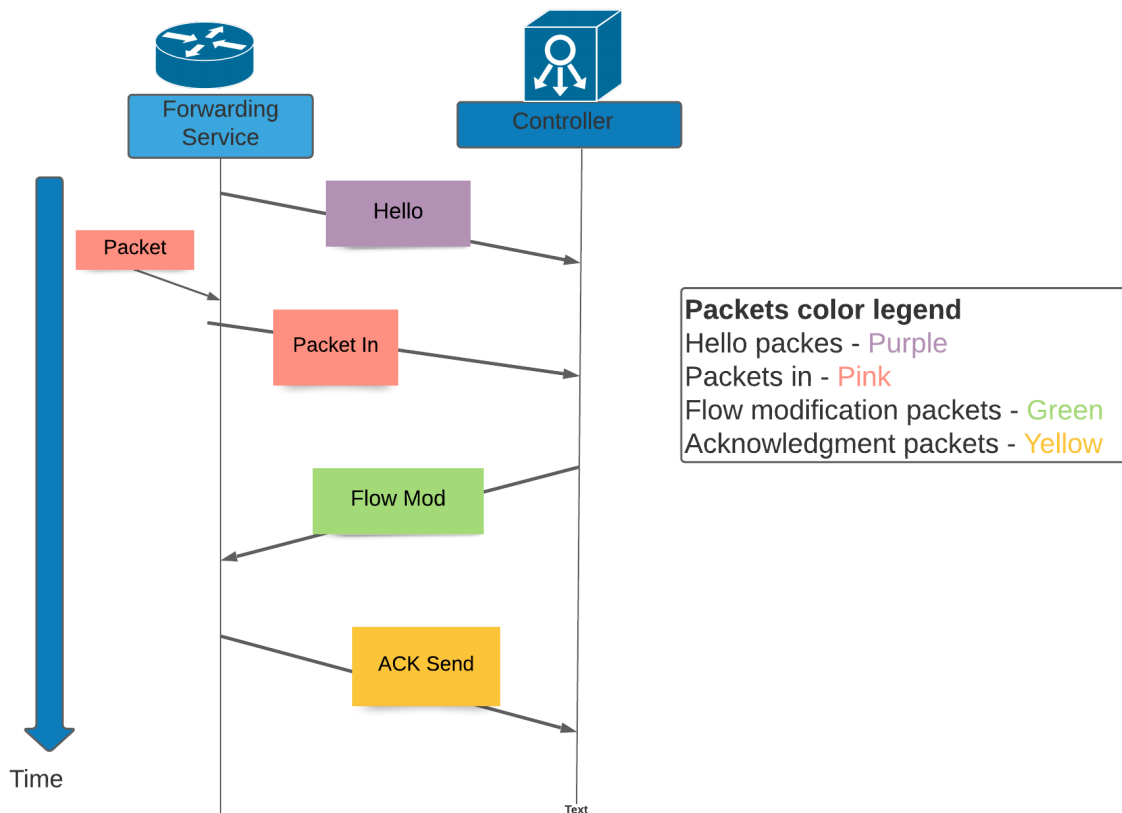 Forwarding
Service
Controller
Hello
Packet
Packet In
Packets color legend
Hello packes - Purple
Packets in - Pink
Flow modification packets - Green
Acknowledgment packets - Yellow
Flow Mod
ACK Send
Time
Text